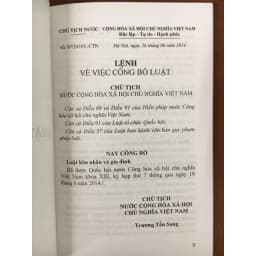 CHỦ TỊCH NƯỚC CỘNG HÒA XÃ HỘI CHỦ NGHĨA VIỆT NAM
Độc lập - Tự do - Hạnh phúc
Hà Nội, ngày 26 tháng 06 năm 2014
LỆNH
VỀ VIỆC CÔNG BỐ LUẬT
CHỦ TỊCH
NƯỚC CỘNG HÒA XÃ HỘI CHỦ NGHĨA VIỆT NAM
Căn cứ Điều 88 và Điều 91 của Hiến pháp nước Cộng
hòa xã hội chủ nghĩa Việt Nam;
Căn cứ Điều 91 của Luật tổ chức Quốc hội;
Căn cứ Điều 57 của Luật ban hành văn bản quy phạm
pháp luật,
NAY CÔNG BỐ
Luật hôn nhân và gia đình
Đã được Quốc hội nước Cộng hòa xã hội chủ nghĩa
Việt Nam khóa XIII, kỳ họp thứ 7 thông qua ngày 19
tháng 6 năm 2014./.
CHỦ TỊCH
NƯỚC CỘNG HÒA XÃ HỘI
CHỦ NGHĨA VIỆT NAM
Trương Tấn Sang
5